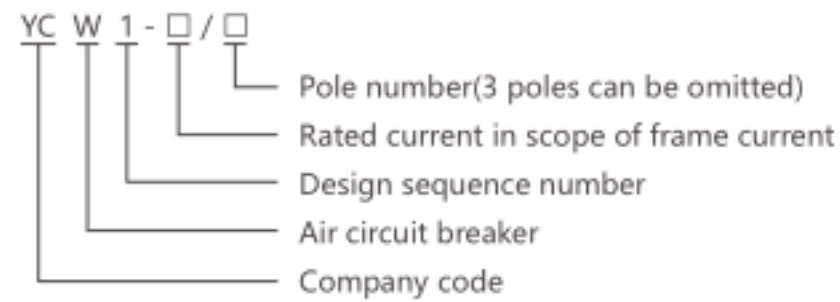 YC W 1 - □ / □
Pole number(3 poles can be omitted)
Rated current in scope of frame current
Design sequence number
Air circuit breaker
Company code